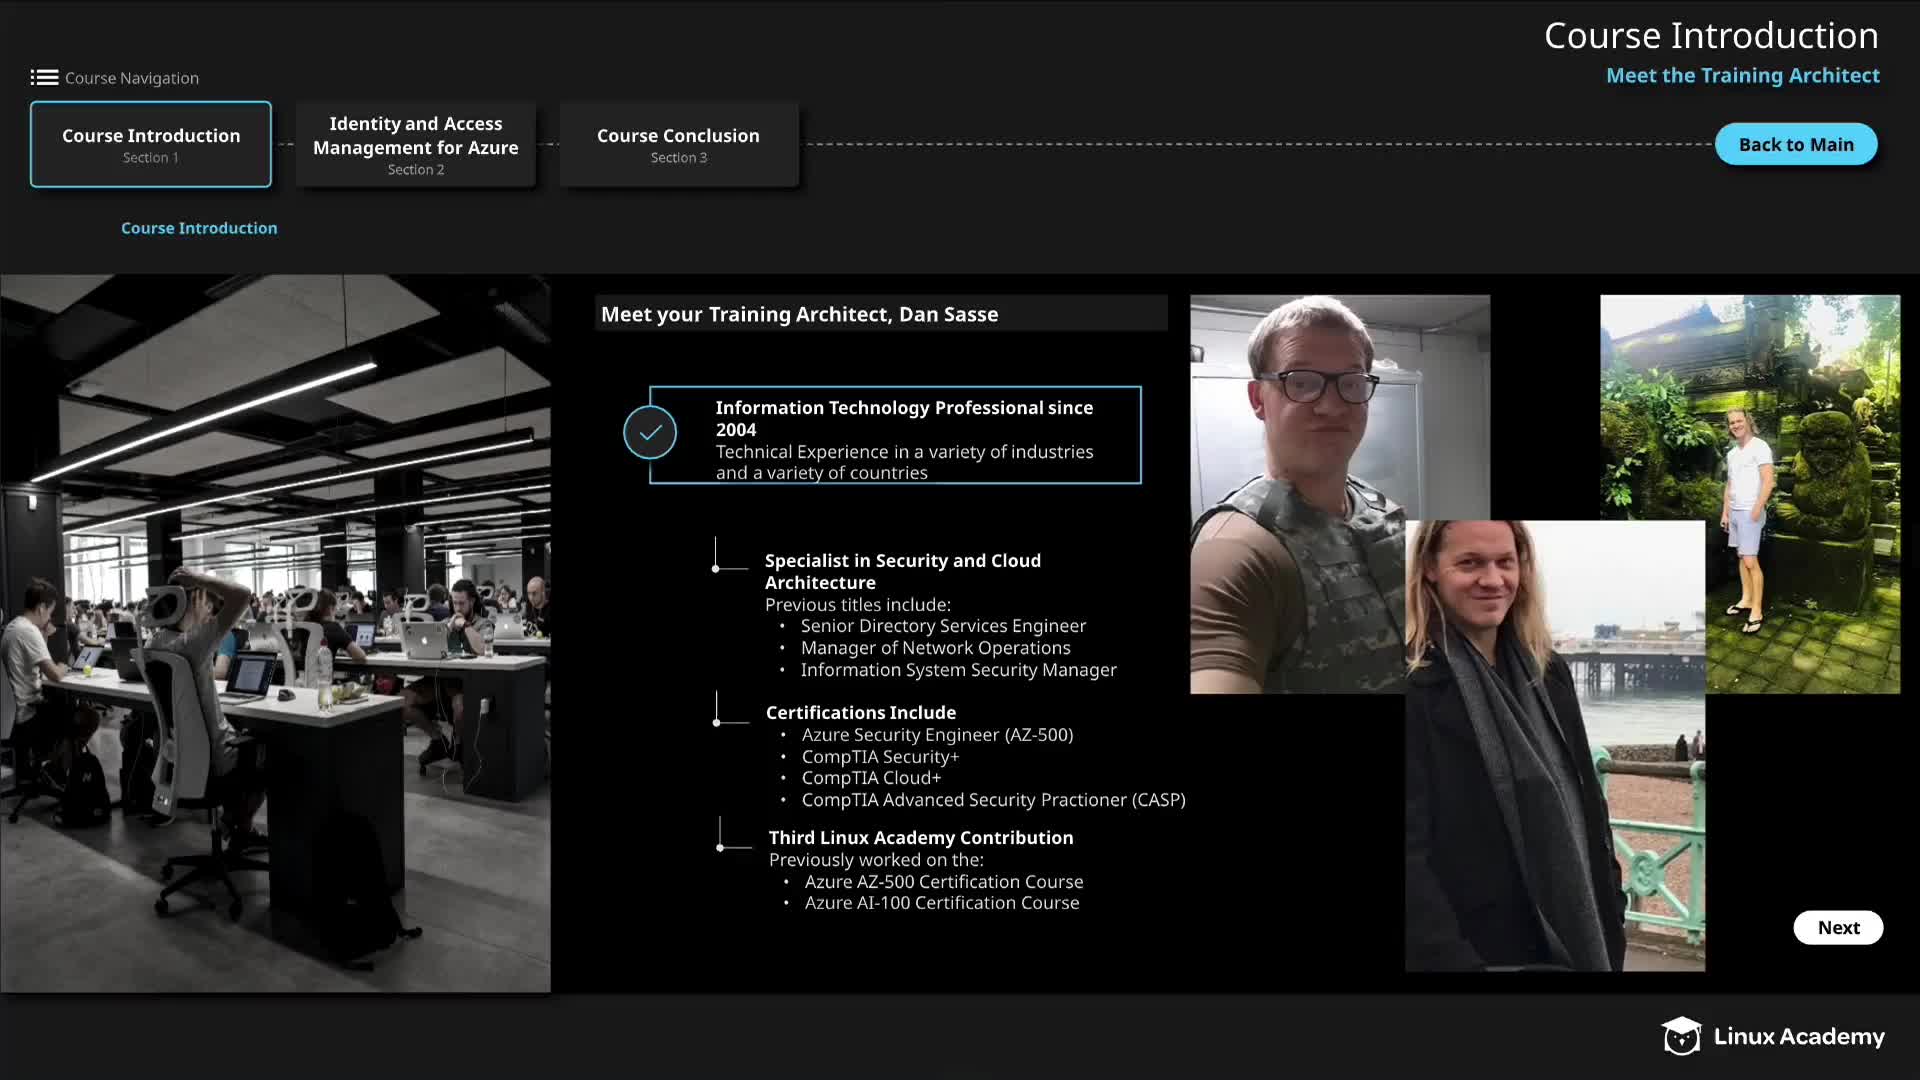 Course Introduction
Meet the Training Architect
Course Navigation
Course Introduction
Section 1
Identity and Access
Management for Azure
Section 2
Course Conclusion
Section 3
Back to Main
Course Introduction
Meet your Training Architect, Dan Sasse
Information Technology Professional since
2004
Technical Experience in a variety of industries
and a variety of countries
Specialist in Security and Cloud
Architecture
Previous titles include:
• Senior Directory Services Engineer
• Manager of Network Operations
• Information System Security Manager
Certifications Include
• Azure Security Engineer (AZ-500)
• CompTIA Security+
• CompTIA Cloud+
• CompTIA Advanced Security Practioner (CASP)
Third Linux Academy Contribution
Previously worked on the:
• Azure AZ-500 Certification Course
• Azure AI-100 Certification Course
Next
Linux Academy